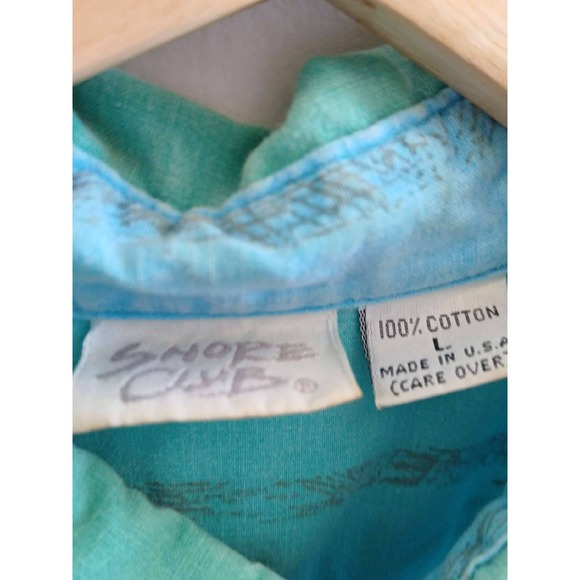 SHORE
CLUB®
100% COTTON
L
MADE IN U.S.A
(CARE OVER